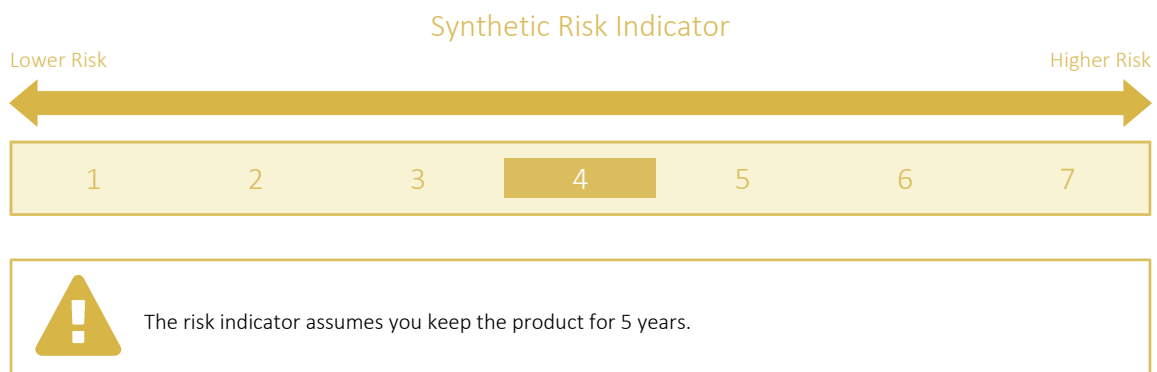 Synthetic Risk Indicator
Lower Risk Higher Risk
1 2 3 4 5 6 7
The risk indicator assumes you keep the product for 5 years.